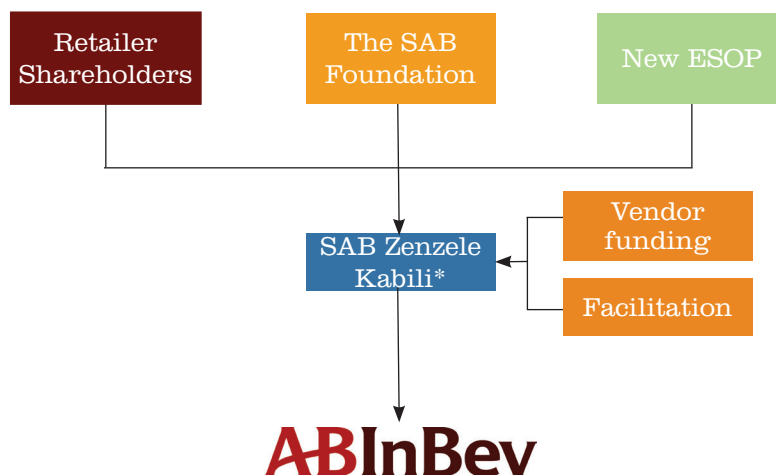 Retailer
Shareholders
The SAB
Foundation
New ESOP
Vendor
funding
SAB Zenzele
Kabili*
Facilitation
ABInBev